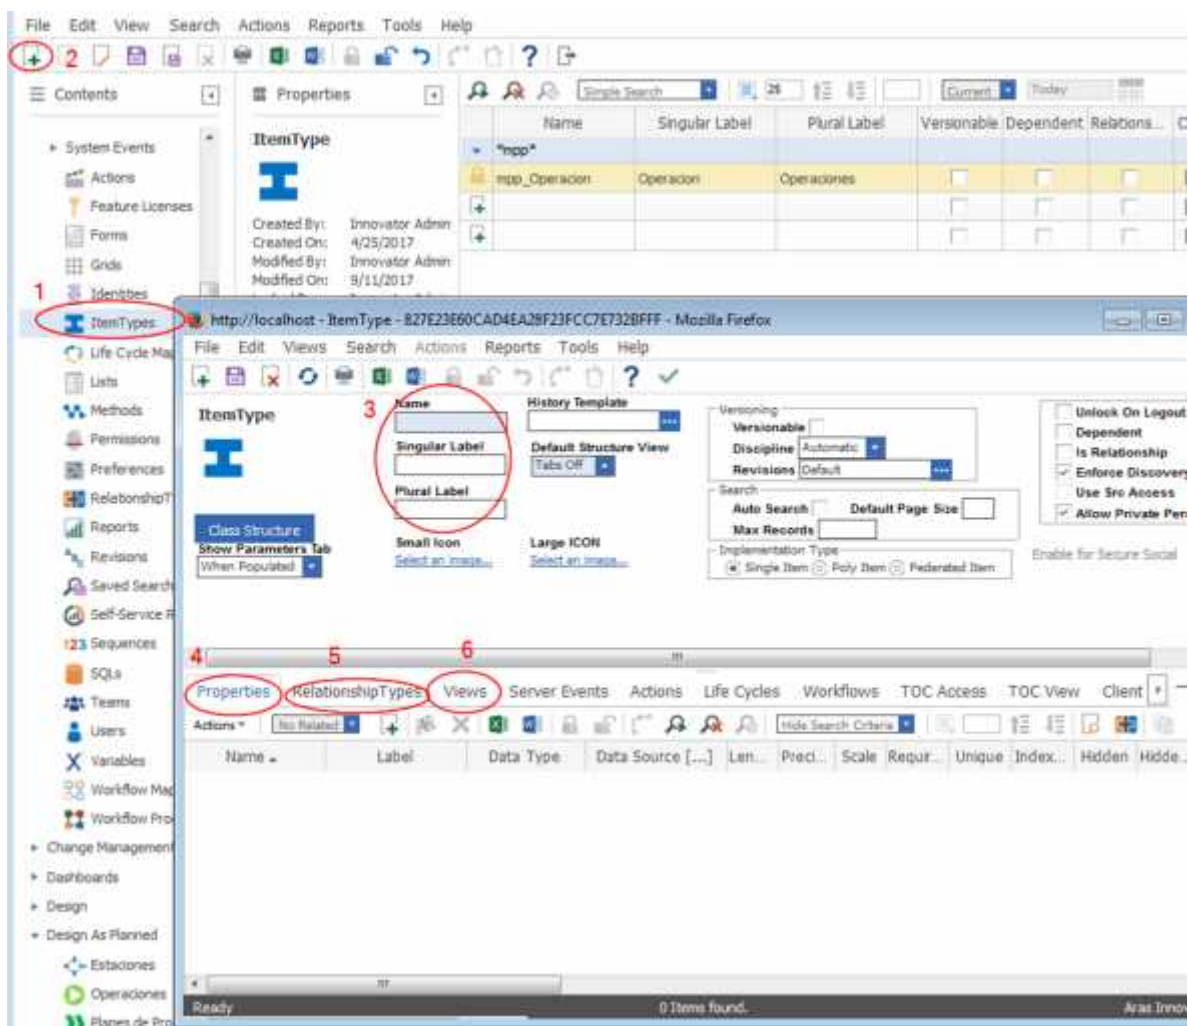 File Edit View Search Actions Reports Tools Help
2
Contents
Properties
Simple Search
25
Current
Today
Name Singular Label Plural Label Versionable Dependent Relations...
ItemType
*mpp*
mpp_Operacion Operacion Operaciones
System Events
Actions
Feature Licenses
Forms
Grids
Identities
1
ItemTypes
Life Cycle Ma
Lists
Methods
Permissions
Preferences
RelationshipT
Reports
Revisions
Saved Search
Self-Service R
123 Sequences
SQLs
Teams
Users
Variables
Workflow Map
Workflow Pro
Change Management
Dashboards
Design
Design As Planned
Estaciones
Operaciones
Planes de Pro
Created By: Innovator Admin
Created On: 4/25/2017
Modified By: Innovator Admin
Modified On: 9/11/2017
http://localhost - ItemType - 827E23E60CAD4EA28F23FCC7E732BFFF - Mozilla Firefox
File Edit Views Search Actions Reports Tools Help
ItemType
3
Name
Singular Label
Plural Label
History Template
Default Structure View
Tabs Off
Versioning
Versionable
Discipline Automatic
Revisions Default
Search
Auto Search Default Page Size
Max Records
Implementation Type
Single Item Poly Item Federated Item
Unlock On Logout
Dependent
Is Relationship
Enforce Discovery
Use Src Access
Allow Private Per
Enable for Secure Social
Class Structure
Show Parameters Tab
When Populated
Small Icon
Select an image...
Large ICON
Select an image...
4 5 6
Properties RelationshipTypes Views Server Events Actions Life Cycles Workflows TOC Access TOC View Client
Actions No Related Hide Search Criteria
Name Label Data Type Data Source [...] Len... Preci... Scale Requir... Unique Index... Hidden Hidde...
Ready 0 Items found. Aras Innov